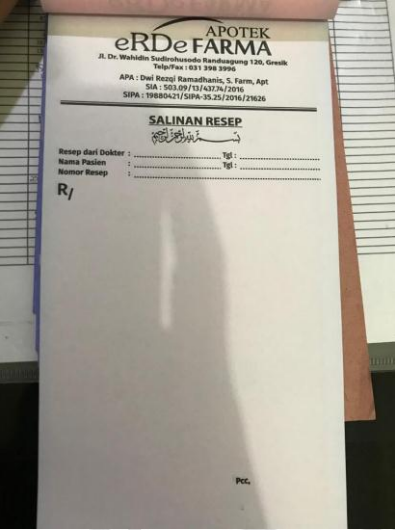 APOTEK
eRDe FARMA
Jl. Dr. Wahidin Sudirohusodo Randuagung 120, Gresik
Telp/Fax : 031 398 3996
APA : Dwi Rezqi Ramadhanis, S. Farm, Apt
SIA : 503.09/13/437.74/2016
SIPA : 19880421/SIPA-35.25/2016/21626
SALINAN RESEP
بسم الله الرحمن الرحيم
Resep dari Dokter : ........................ Tgl : ........................
Nama Pasien : ........................ Tgl : ........................
Nomor Resep : ................................................
R/
Pcc,